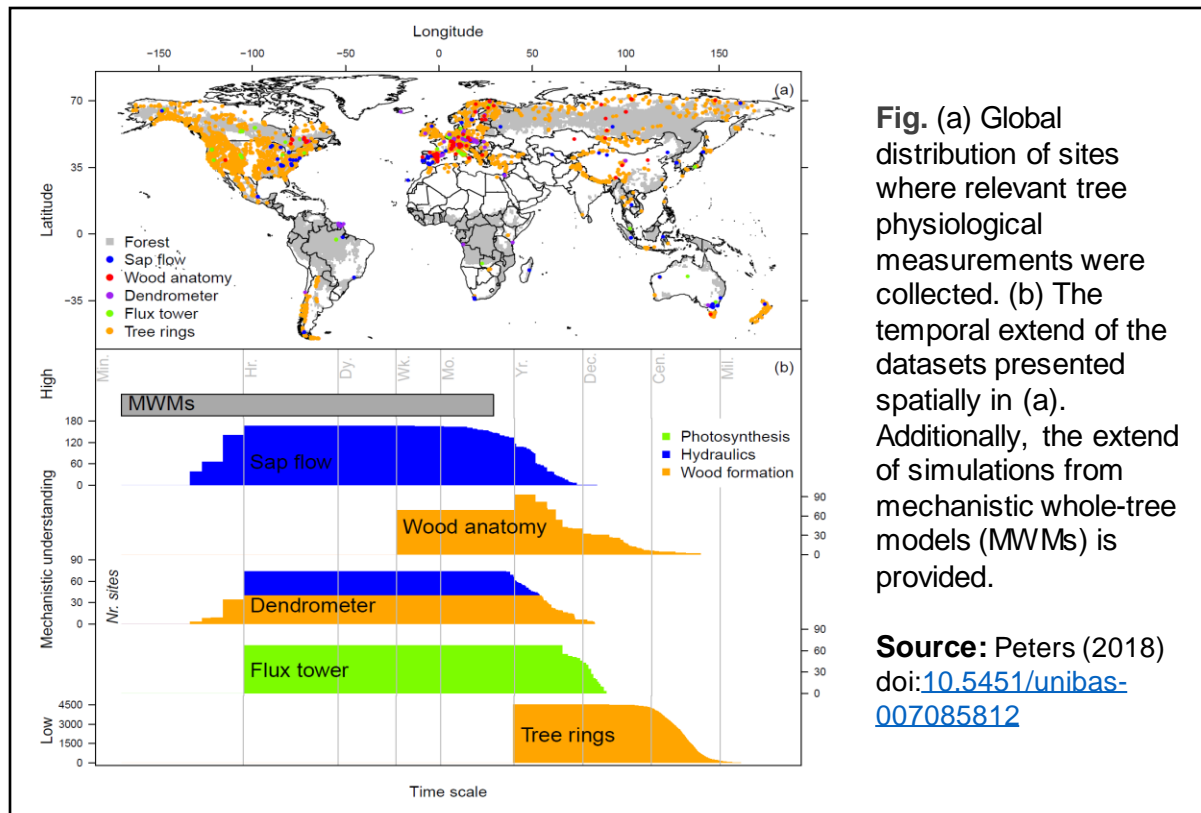 Longitude
−150 −100 −50 0 50 100 150
(a)
Latitude
70
35
0
−35
Forest
Sap flow
Wood anatomy
Dendrometer
Flux tower
Tree rings
Min. Hr. Dy. Wk. Mo. Yr. Dec. Cen. Mil.
(b)
High
Mechanistic understanding
Low
MWMs
180
120
60
0
Sap flow
Photosynthesis
Hydraulics
Wood formation
90
60
30
0
Wood anatomy
Nr. sites
90
60
30
0
Dendrometer
90
60
30
0
Flux tower
4500
3000
1500
0
Tree rings
Time scale
Fig. (a) Global
distribution of sites
where relevant tree
physiological
measurements were
collected. (b) The
temporal extend of the
datasets presented
spatially in (a).
Additionally, the extend
of simulations from
mechanistic whole-tree
models (MWMs) is
provided.
Source: Peters (2018)
doi:10.5451/unibas-
007085812